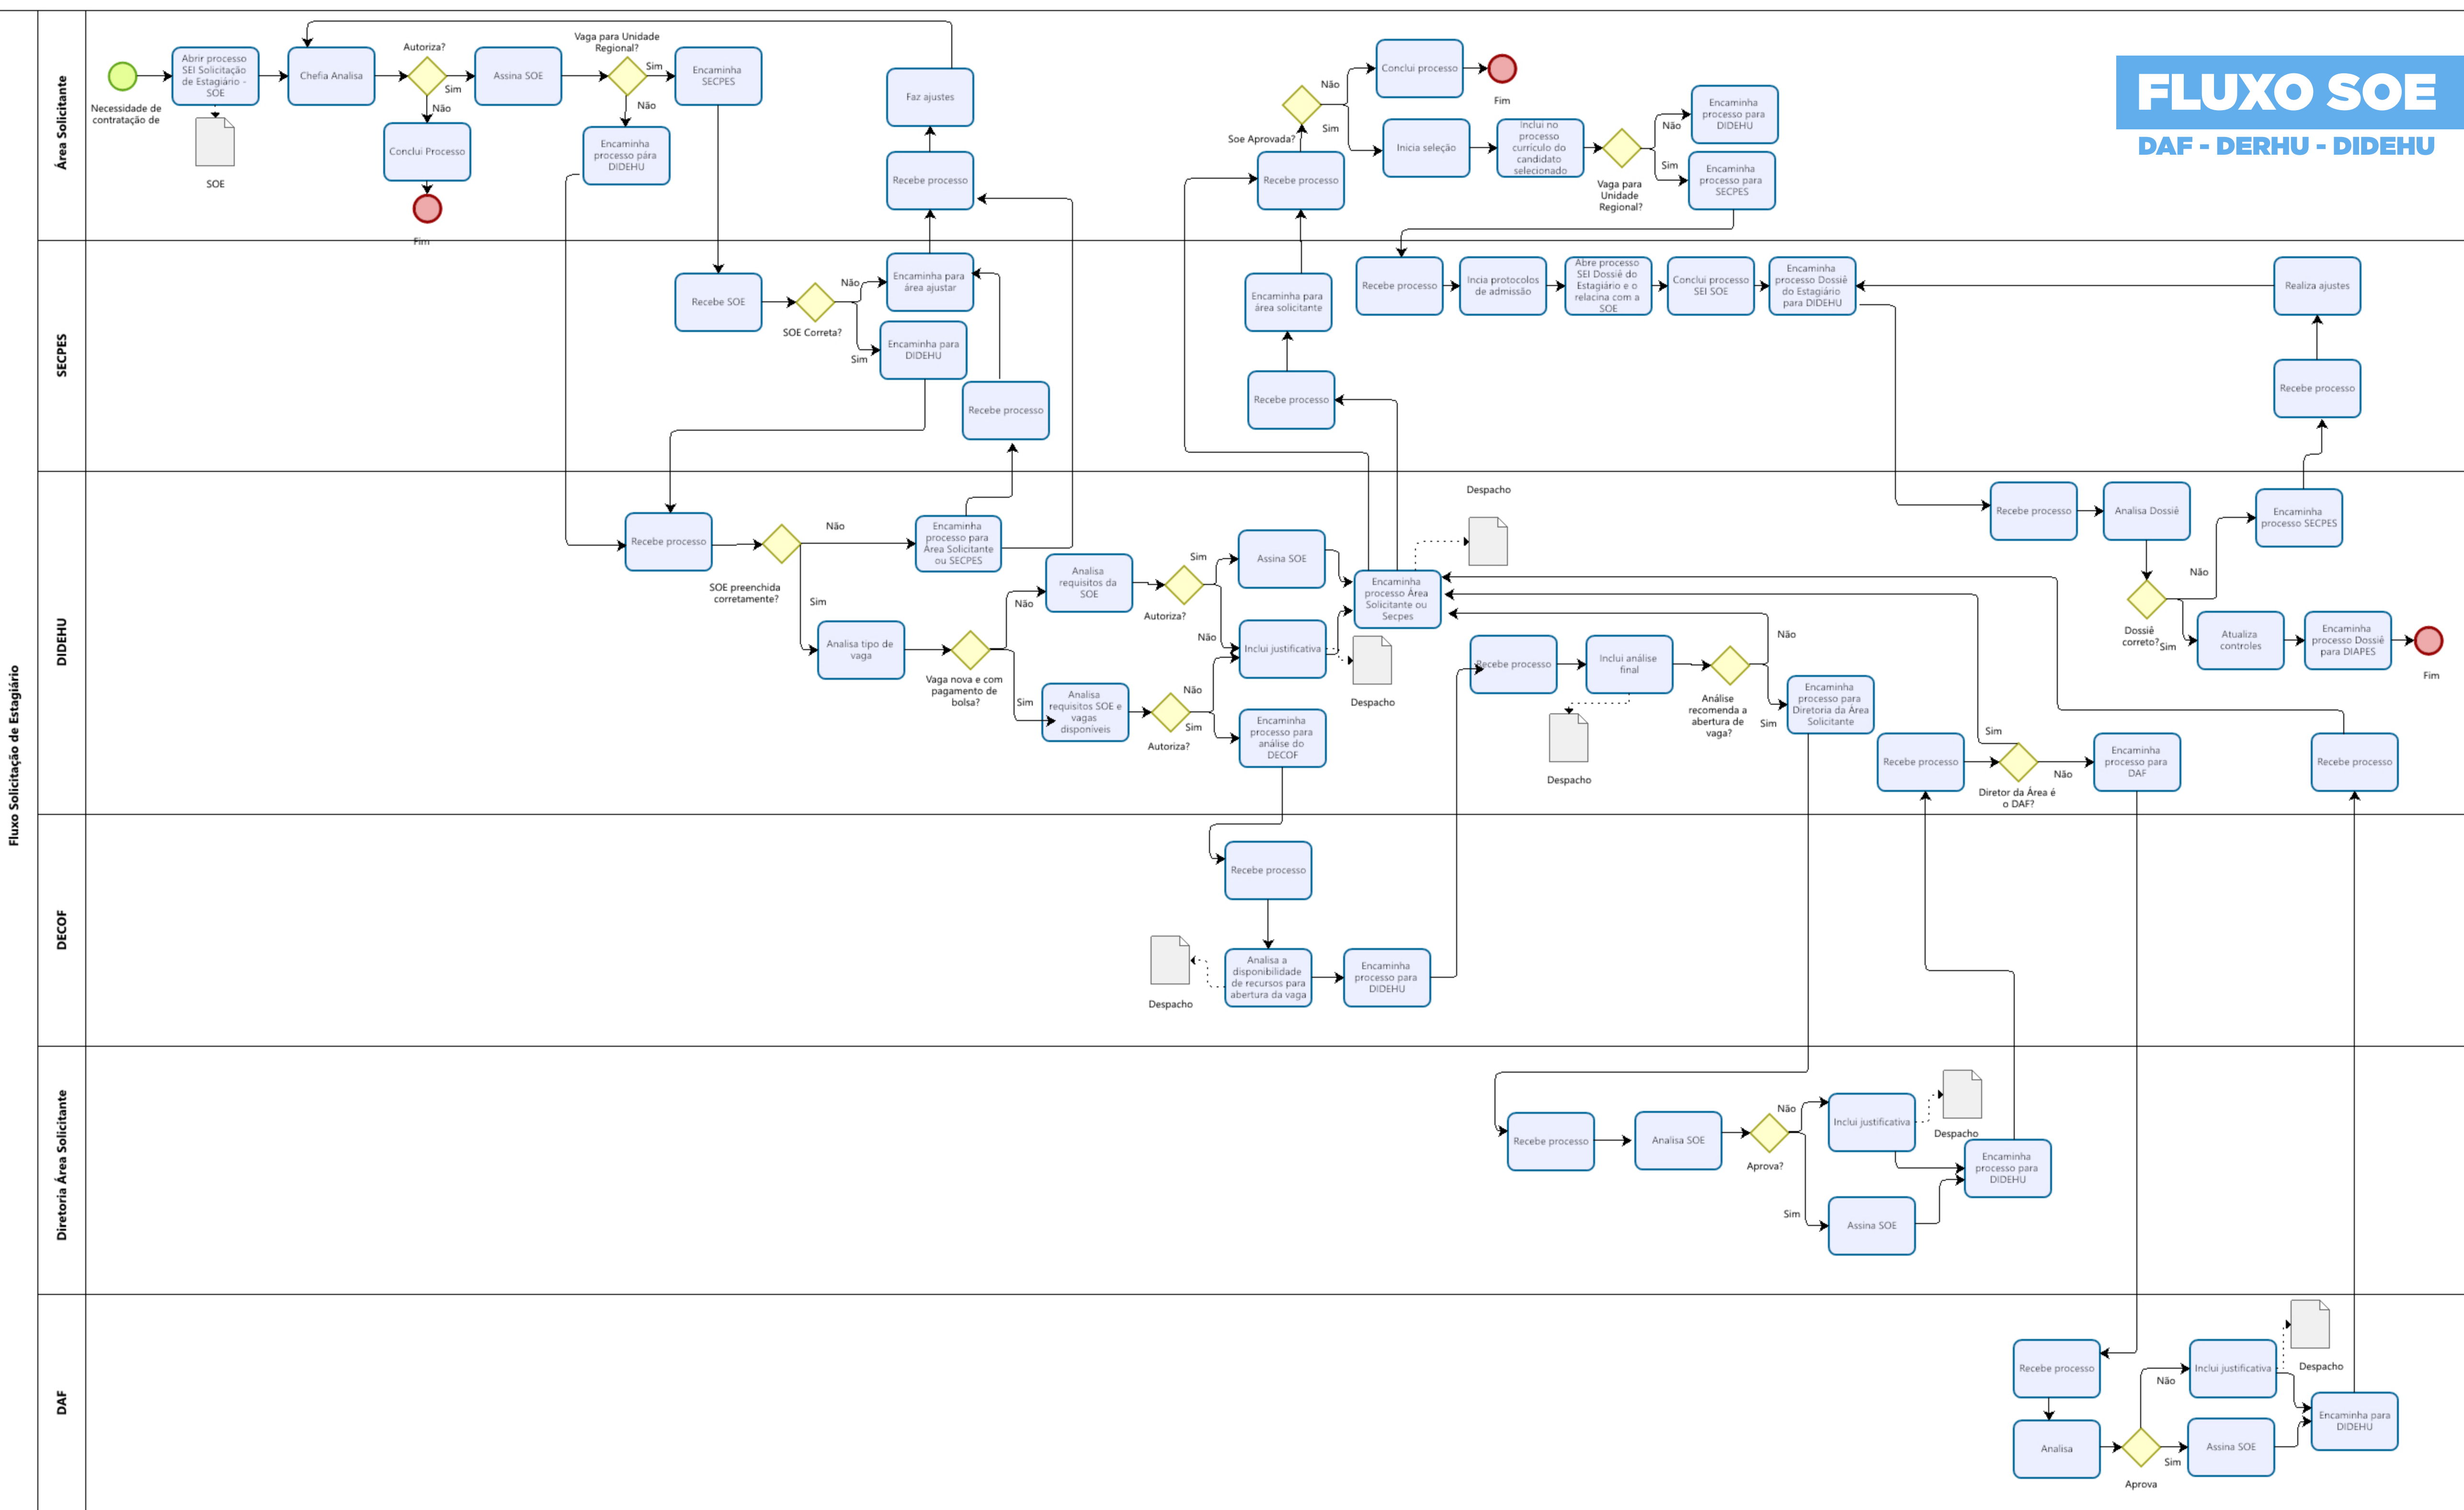 FLUXO SOE
DAF - DERHU - DIDEHU
Fluxo Solicitação de Estagiário
Área Solicitante
Necessidade de
contratação de
Abrir processo
SEI Solicitação
de Estagiário -
SOE
SOE
Chefia Analisa
Autoriza?
Sim
Não
Conclui Processo
Fim
Assina SOE
Vaga para Unidade
Regional?
Sim
Não
Encaminha
SECPES
Encaminha
processo pára
DIDEHU
Faz ajustes
Recebe processo
Soe Aprovada?
Não
Sim
Recebe processo
Conclui processo
Fim
Inicia seleção
Inclui no
processo
currículo do
candidato
selecionado
Vaga para
Unidade
Regional?
Não
Sim
Encaminha
processo para
DIDEHU
Encaminha
processo para
SECPES
SECPES
Recebe SOE
SOE Correta?
Não
Sim
Encaminha para
área ajustar
Encaminha para
DIDEHU
Recebe processo
Encaminha para
área solicitante
Recebe processo
Recebe processo
Incia protocolos
de admissão
Abre processo
SEI Dossiê do
Estagiário e o
relacina com a
SOE
Conclui processo
SEI SOE
Encaminha
processo Dossiê
do Estagiário
para DIDEHU
Realiza ajustes
Recebe processo
DIDEHU
Recebe processo
SOE preenchida
corretamente?
Não
Sim
Encaminha
processo para
Área Solicitante
ou SECPES
Analisa tipo de
vaga
Vaga nova e com
pagamento de
bolsa?
Não
Sim
Analisa
requisitos da
SOE
Autoriza?
Sim
Não
Assina SOE
Inclui justificativa
Despacho
Analisa
requisitos SOE e
vagas
disponíveis
Autoriza?
Não
Sim
Encaminha
processo para
análise do
DECOF
Encaminha
processo Área
Solicitante ou
Secpes
Despacho
Recebe processo
Inclui análise
final
Despacho
Análise
recomenda a
abertura de
vaga?
Não
Sim
Encaminha
processo para
Diretoria da Área
Solicitante
Recebe processo
Diretor da Área é
o DAF?
Sim
Não
Encaminha
processo para
DAF
Recebe processo
Recebe processo
Analisa Dossiê
Dossiê
correto?
Não
Sim
Encaminha
processo SECPES
Atualiza
controles
Encaminha
processo Dossiê
para DIAPES
Fim
DECOF
Recebe processo
Analisa a
disponibilidade
de recursos para
abertura da vaga
Despacho
Encaminha
processo para
DIDEHU
Diretoria Área Solicitante
Recebe processo
Analisa SOE
Aprova?
Não
Sim
Inclui justificativa
Despacho
Assina SOE
Encaminha
processo para
DIDEHU
DAF
Recebe processo
Analisa
Aprova
Não
Sim
Inclui justificativa
Despacho
Assina SOE
Encaminha para
DIDEHU